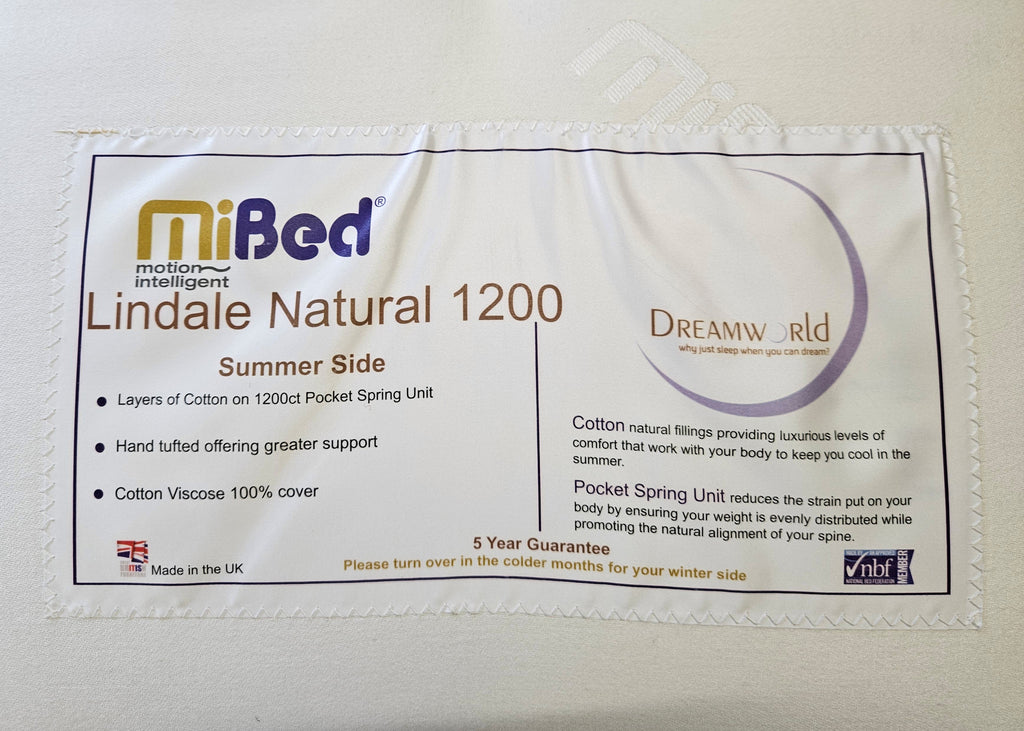 Mi
MiBed®
motion
intelligent
Lindale Natural 1200
Summer Side
Layers of Cotton on 1200ct Pocket Spring Unit
Hand tufted offering greater support
Cotton Viscose 100% cover
Made in the UK
DREAMWORLD
why just sleep when you can dream?
Cotton natural fillings providing luxurious levels of
comfort that work with your body to keep you cool in the
summer.
Pocket Spring Unit reduces the strain put on your
body by ensuring your weight is evenly distributed while
promoting the natural alignment of your spine.
5 Year Guarantee
Please turn over in the colder months for your winter side
nbf
NATIONAL BED FEDERATION
MEMBER